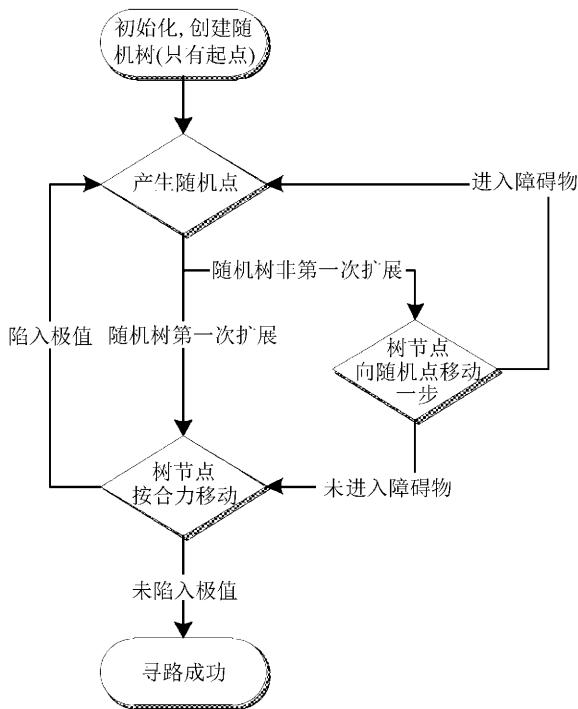 初始化,创建随
机树(只有起点)
产生随机点
进入障碍物
随机树非第一次扩展
陷入极值
随机树第一次扩展
树节点
向随机点移动
一步
树节点
按合力移动
未进入障碍物
未陷入极值
寻路成功